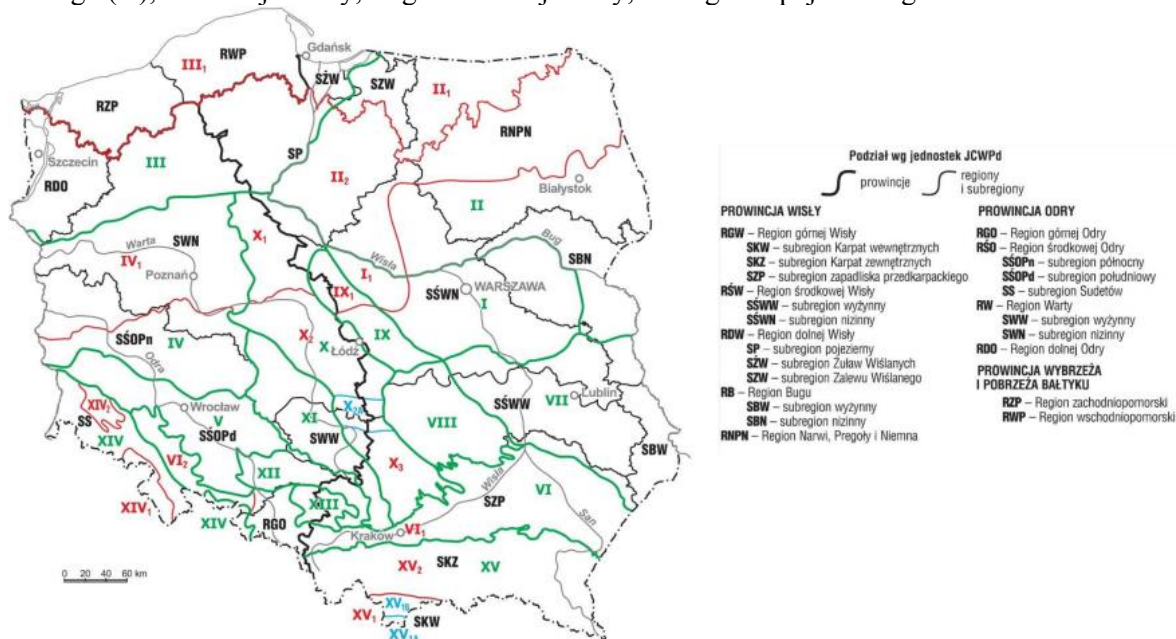 RWP
Gdańsk
III₁
SŻW
SZW
II₁
RZP
RNPN
SP
Szczecin
III
II₂
Białystok
RDO
II
X₁
Warta
SWN
Bug
IV₁
Wisła
SBN
Poznań
I₁
WARSZAWA
IX₁
SŚWN
I
SŚOPn
X₂
IX
IV
X
Łódź
Odra
Lublin
XIV₂
Wrocław
X₂ₐ
SŚWW
VII
SS
V
XI
VIII
XIV
SŚOPd
SWW
SBW
VI₂
X₃
XII
Wisła
SZP
VI
XIV₁
XIII
San
XIV
RGO
Kraków
VI₁
XV₂
SKZ
XV
0 20 40 60 km
XV₁
XV₁B
SKW
XV₁A
Podział wg jednostek JCWPd
prowincje
regiony
i subregiony
PROWINCJA WISŁY
RGW – Region górnej Wisły
SKW – subregion Karpat wewnętrznych
SKZ – subregion Karpat zewnętrznych
SZP – subregion zapadliska przedkarpackiego
RŚW – Region środkowej Wisły
SŚWW – subregion wyżynny
SŚWN – subregion nizinny
RDW – Region dolnej Wisły
SP – subregion pojezierny
SŻW – subregion Żuław Wiślanych
SZW – subregion Zalewu Wiślanego
RB – Region Bugu
SBW – subregion wyżynny
SBN – subregion nizinny
RNPN – Region Narwi, Pregoły i Niemna
PROWINCJA ODRY
RGO – Region górnej Odry
RŚO – Region środkowej Odry
SŚOPn – subregion północny
SŚOPd – subregion południowy
SS – subregion Sudetów
RW – Region Warty
SWW – subregion wyżynny
SWN – subregion nizinny
RDO – Region dolnej Odry
PROWINCJA WYBRZEŻA
I POBRZEŻA BAŁTYKU
RZP – Region zachodniopomorski
RWP – Region wschodniopomorski